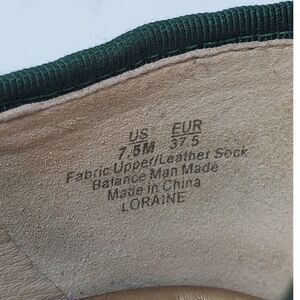 US EUR
7.5M 37.5
Fabric Upper/Leather Sock
Balance Man Made
Made in China
LORAINE